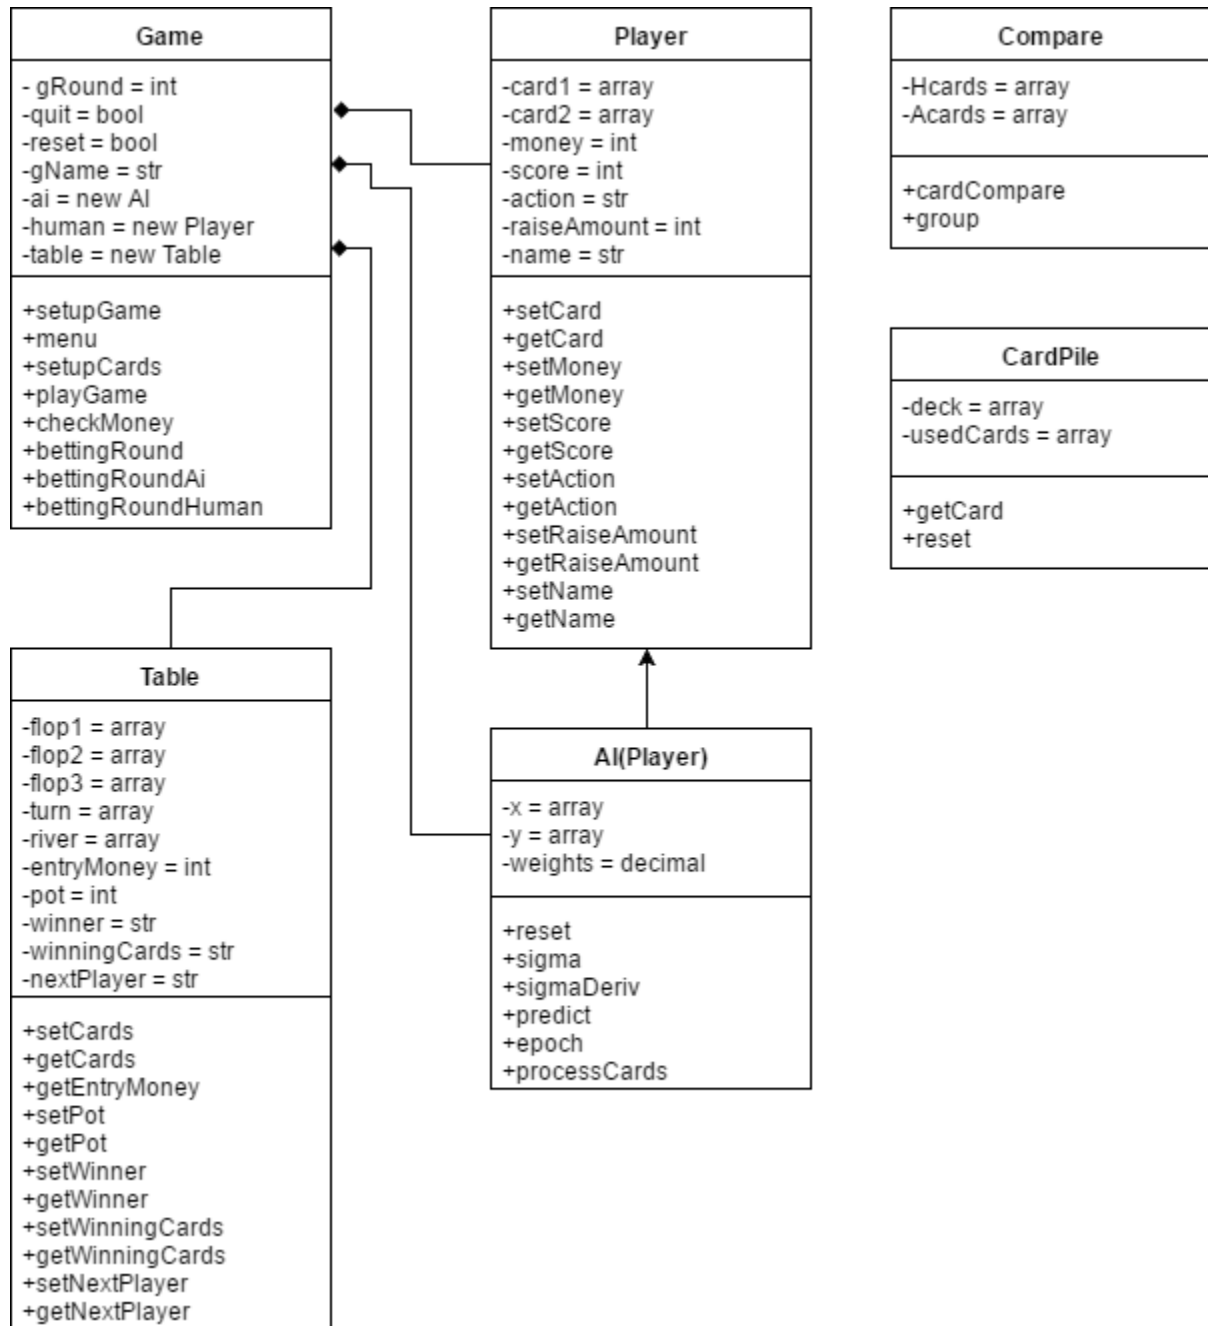 Game
- gRound = int
-quit = bool
-reset = bool
-gName = str
-ai = new AI
-human = new Player
-table = new Table
+setupGame
+menu
+setupCards
+playGame
+checkMoney
+bettingRound
+bettingRoundAi
+bettingRoundHuman
Player
-card1 = array
-card2 = array
-money = int
-score = int
-action = str
-raiseAmount = int
-name = str
+setCard
+getCard
+setMoney
+getMoney
+setScore
+getScore
+setAction
+getAction
+setRaiseAmount
+getRaiseAmount
+setName
+getName
Compare
-Hcards = array
-Acards = array
+cardCompare
+group
CardPile
-deck = array
-usedCards = array
+getCard
+reset
Table
-flop1 = array
-flop2 = array
-flop3 = array
-turn = array
-river = array
-entryMoney = int
-pot = int
-winner = str
-winningCards = str
-nextPlayer = str
+setCards
+getCards
+getEntryMoney
+setPot
+getPot
+setWinner
+getWinner
+setWinningCards
+getWinningCards
+setNextPlayer
+getNextPlayer
AI(Player)
-x = array
-y = array
-weights = decimal
+reset
+sigma
+sigmaDeriv
+predict
+epoch
+processCards